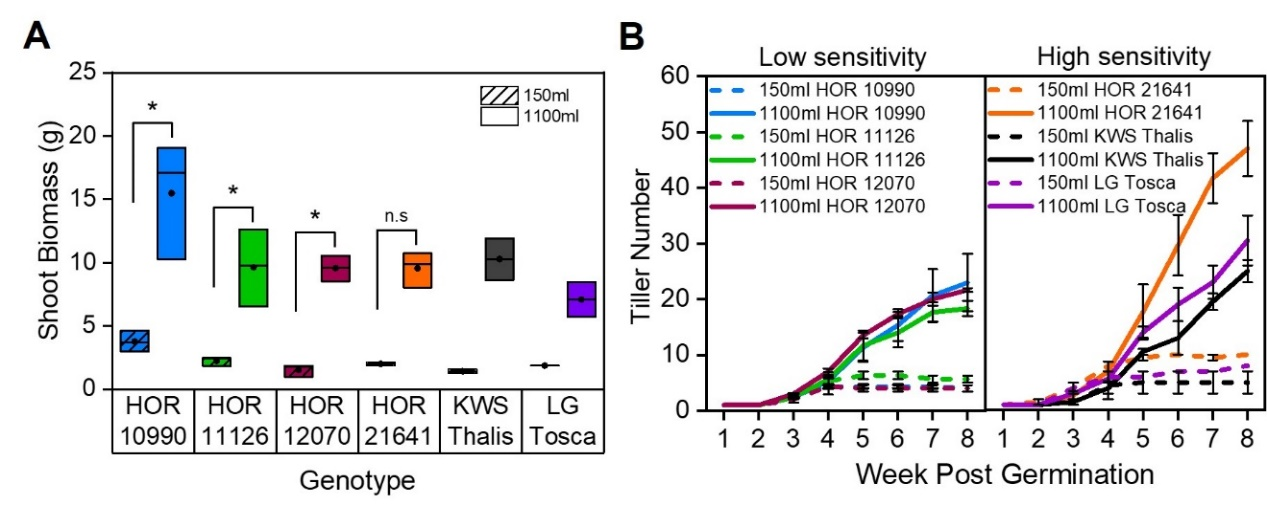 A
Shoot Biomass (g)
25
20
15
10
5
0
150ml
1100ml
*
*
*
n.s
HOR 10990
HOR 11126
HOR 12070
HOR 21641
KWS Thalis
LG Tosca
Genotype
B
Low sensitivity
High sensitivity
Tiller Number
60
50
40
30
20
10
0
150ml HOR 10990
1100ml HOR 10990
150ml HOR 11126
1100ml HOR 11126
150ml HOR 12070
1100ml HOR 12070
150ml HOR 21641
1100ml HOR 21641
150ml KWS Thalis
1100ml KWS Thalis
150ml LG Tosca
1100ml LG Tosca
1 2 3 4 5 6 7 8
1 2 3 4 5 6 7 8
Week Post Germination